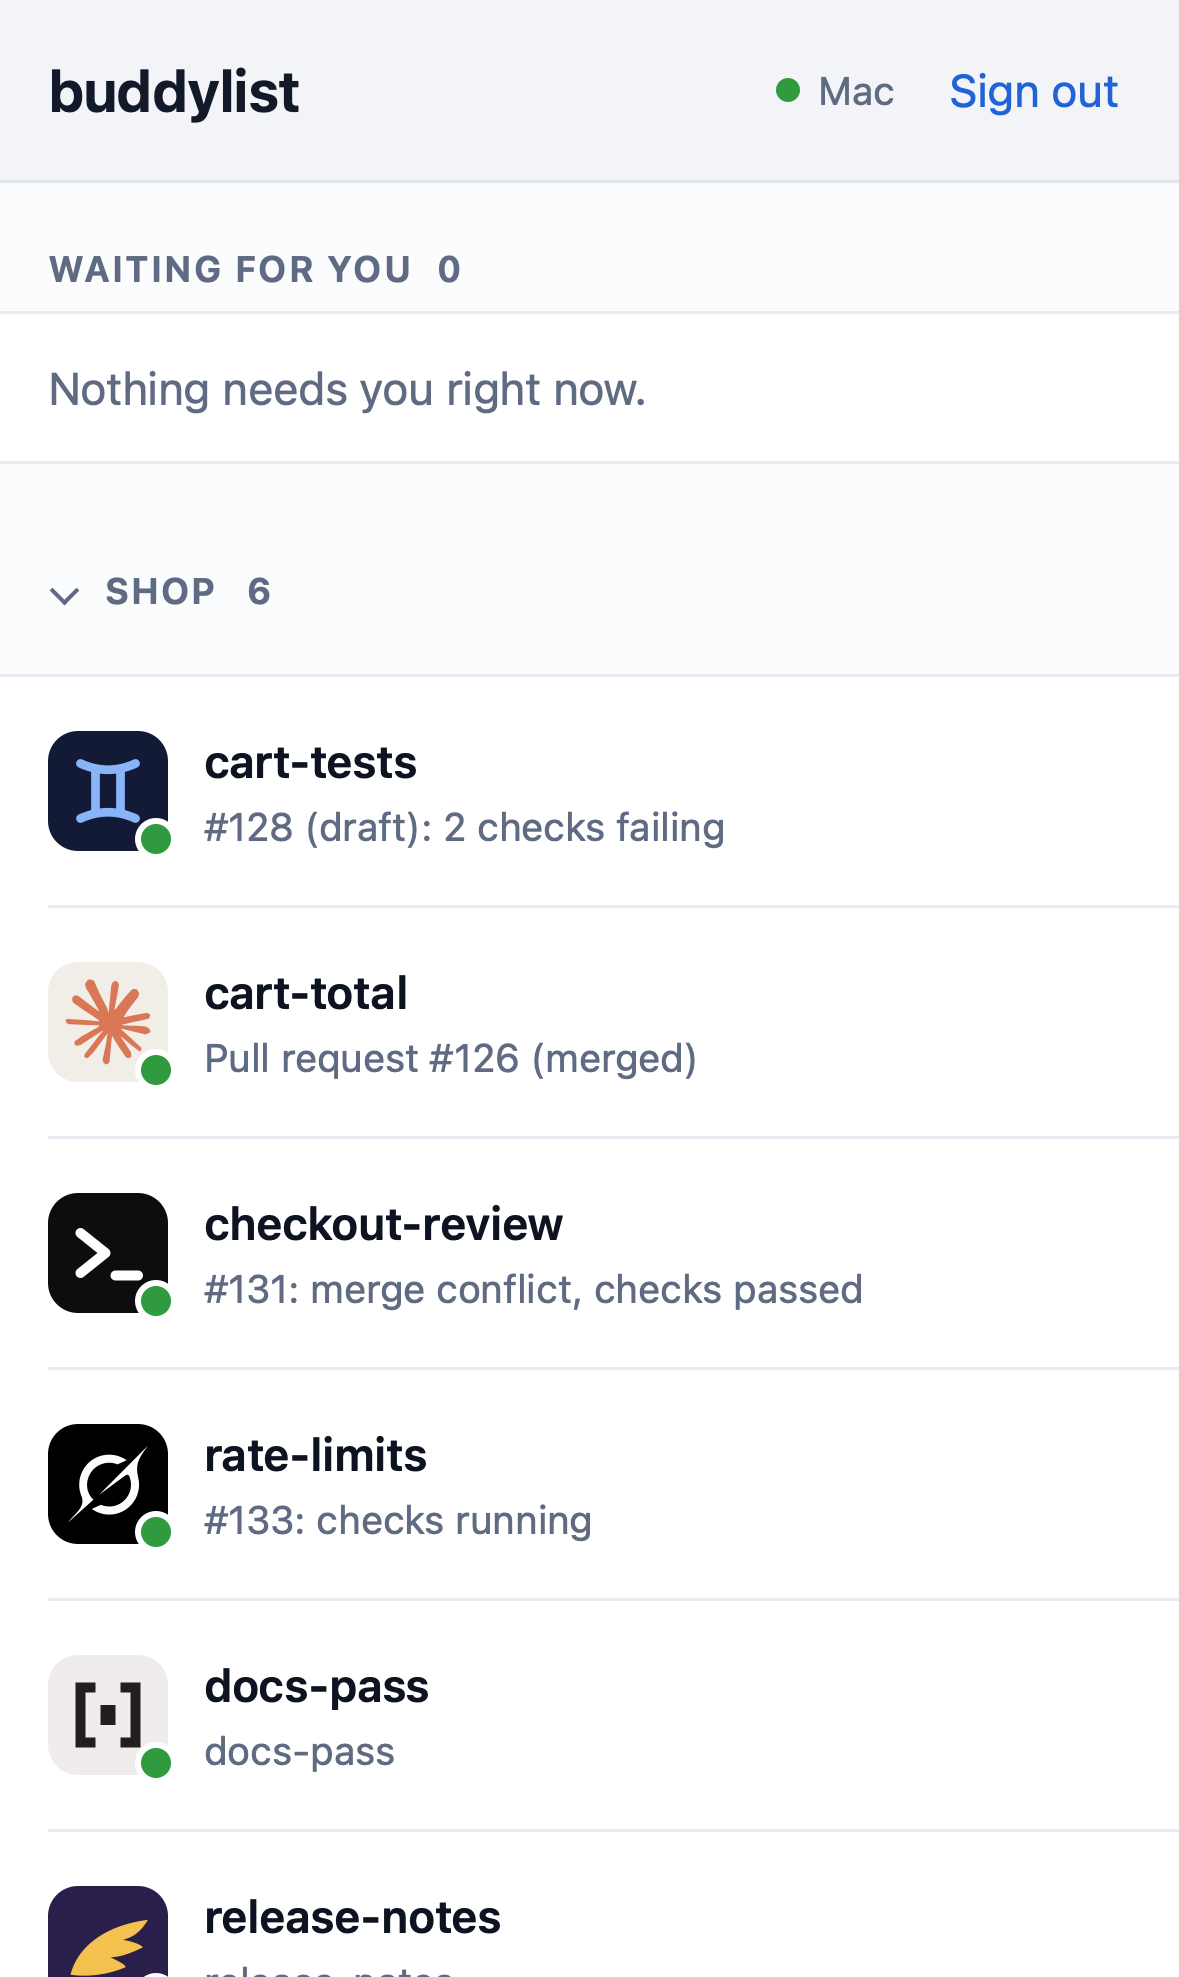 buddylist
Mac
Sign out
WAITING FOR YOU 0
Nothing needs you right now.
SHOP 6
cart-tests
#128 (draft): 2 checks failing
cart-total
Pull request #126 (merged)
checkout-review
#131: merge conflict, checks passed
rate-limits
#133: checks running
docs-pass
docs-pass
release-notes
release-notes